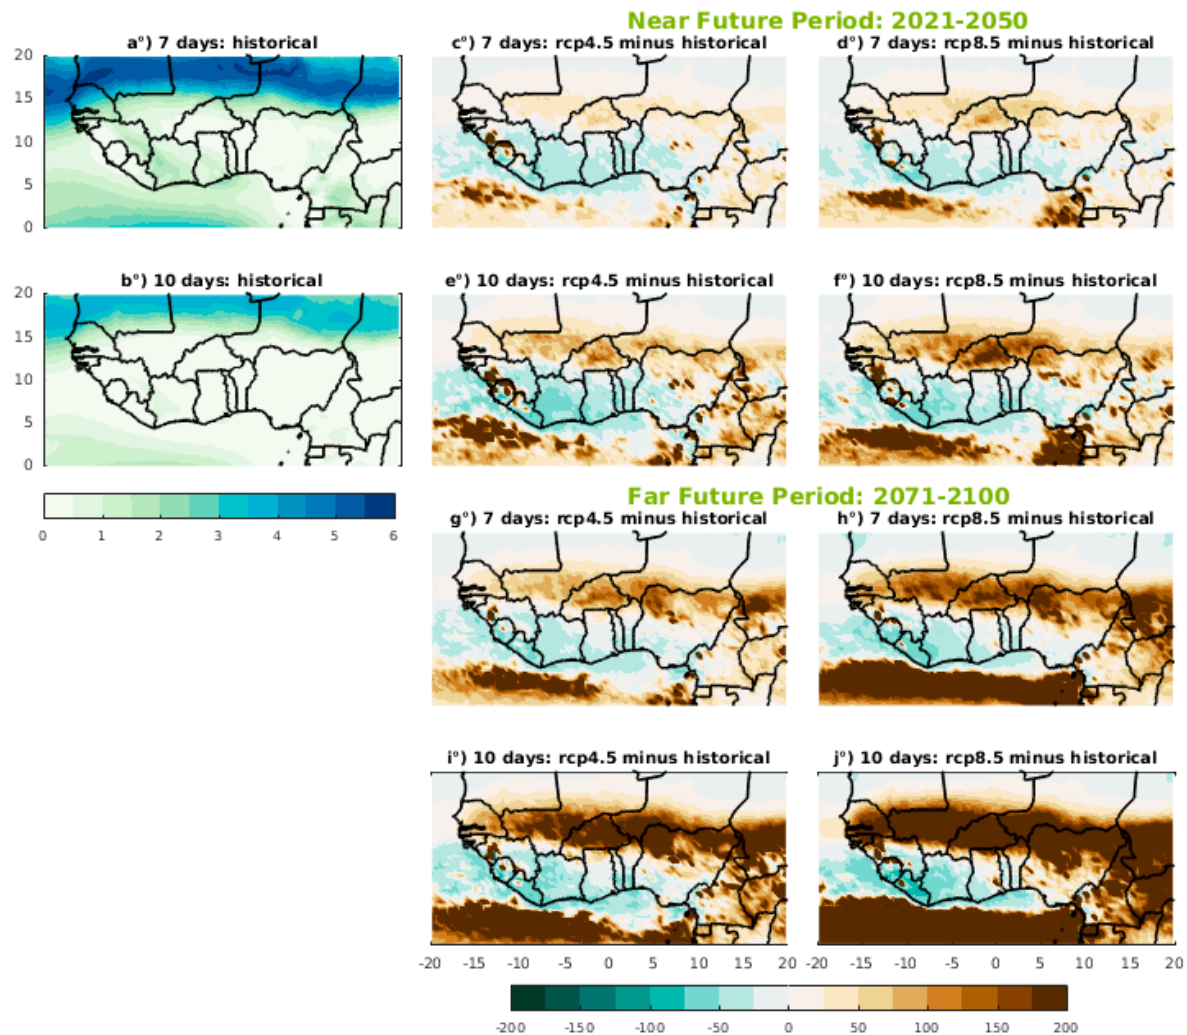 Near Future Period: 2021-2050
a°) 7 days: historical
c°) 7 days: rcp4.5 minus historical
d°) 7 days: rcp8.5 minus historical
20
15
10
5
0
b°) 10 days: historical
e°) 10 days: rcp4.5 minus historical
f°) 10 days: rcp8.5 minus historical
20
15
10
5
0
0 1 2 3 4 5 6
Far Future Period: 2071-2100
g°) 7 days: rcp4.5 minus historical
h°) 7 days: rcp8.5 minus historical
i°) 10 days: rcp4.5 minus historical
j°) 10 days: rcp8.5 minus historical
-20 -15 -10 -5 0 5 10 15 20
-20 -15 -10 -5 0 5 10 15 20
-200 -150 -100 -50 0 50 100 150 200